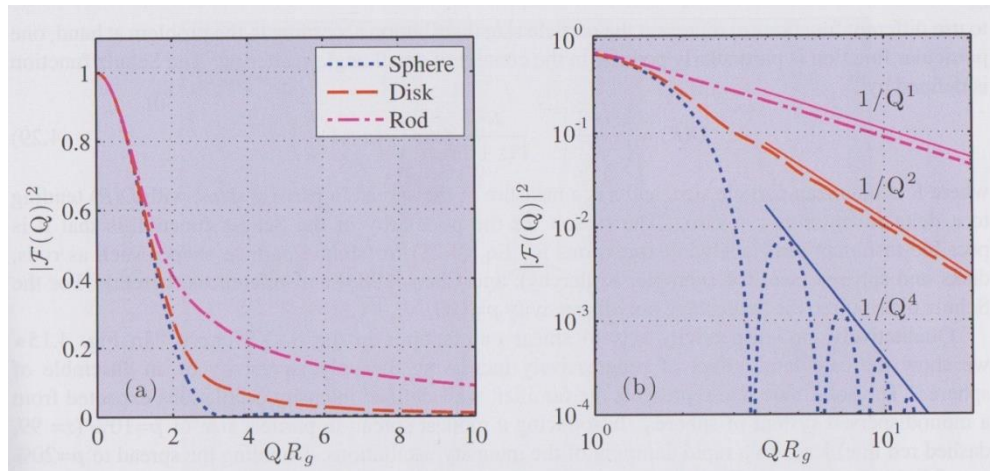 |F(Q)|²
1
0.8
0.6
0.4
0.2
0
0
2
4
6
8
10
QR_g
Sphere
Disk
Rod
(a)
|F(Q)|²
10⁰
10⁻¹
10⁻²
10⁻³
10⁻⁴
10⁰
10¹
QR_g
1/Q¹
1/Q²
1/Q⁴
(b)